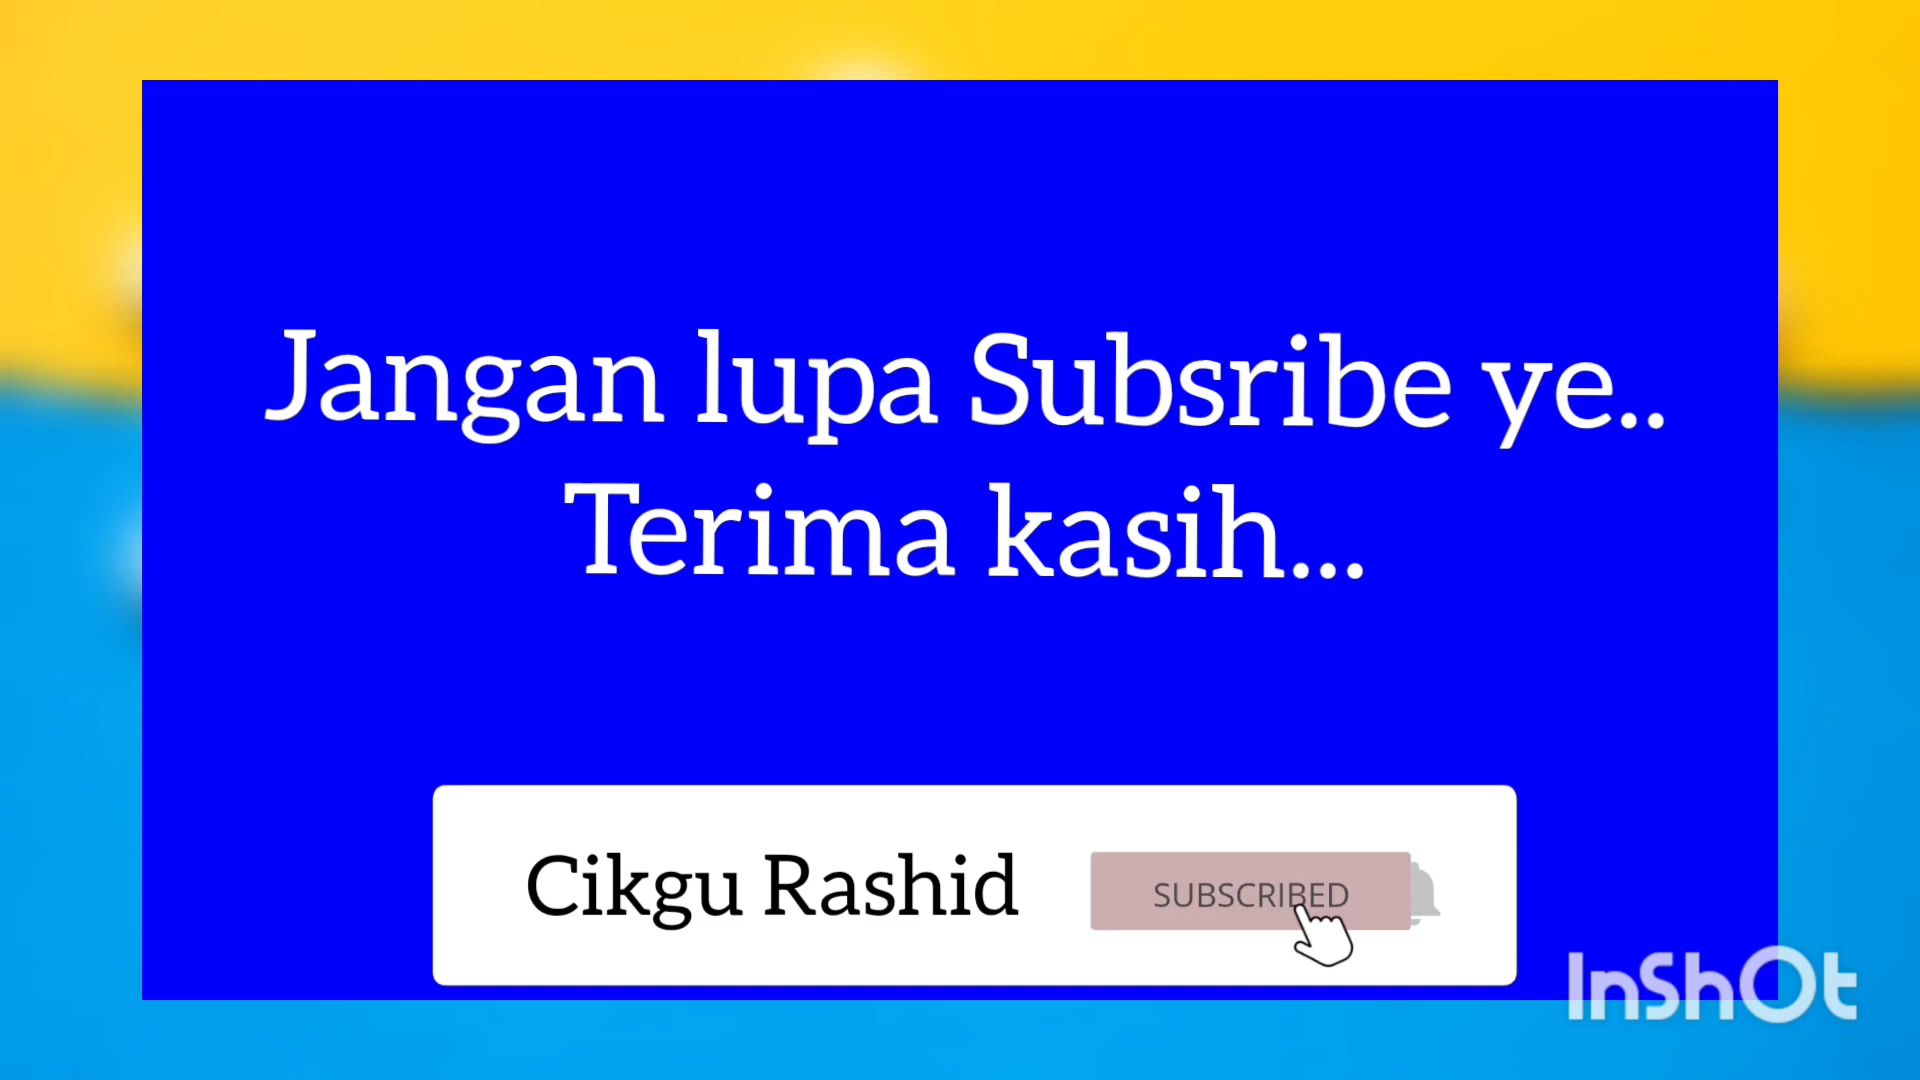 Jangan lupa Subsribe ye..
Terima kasih...
Cikgu Rashid
SUBSCRIBED
InShOt